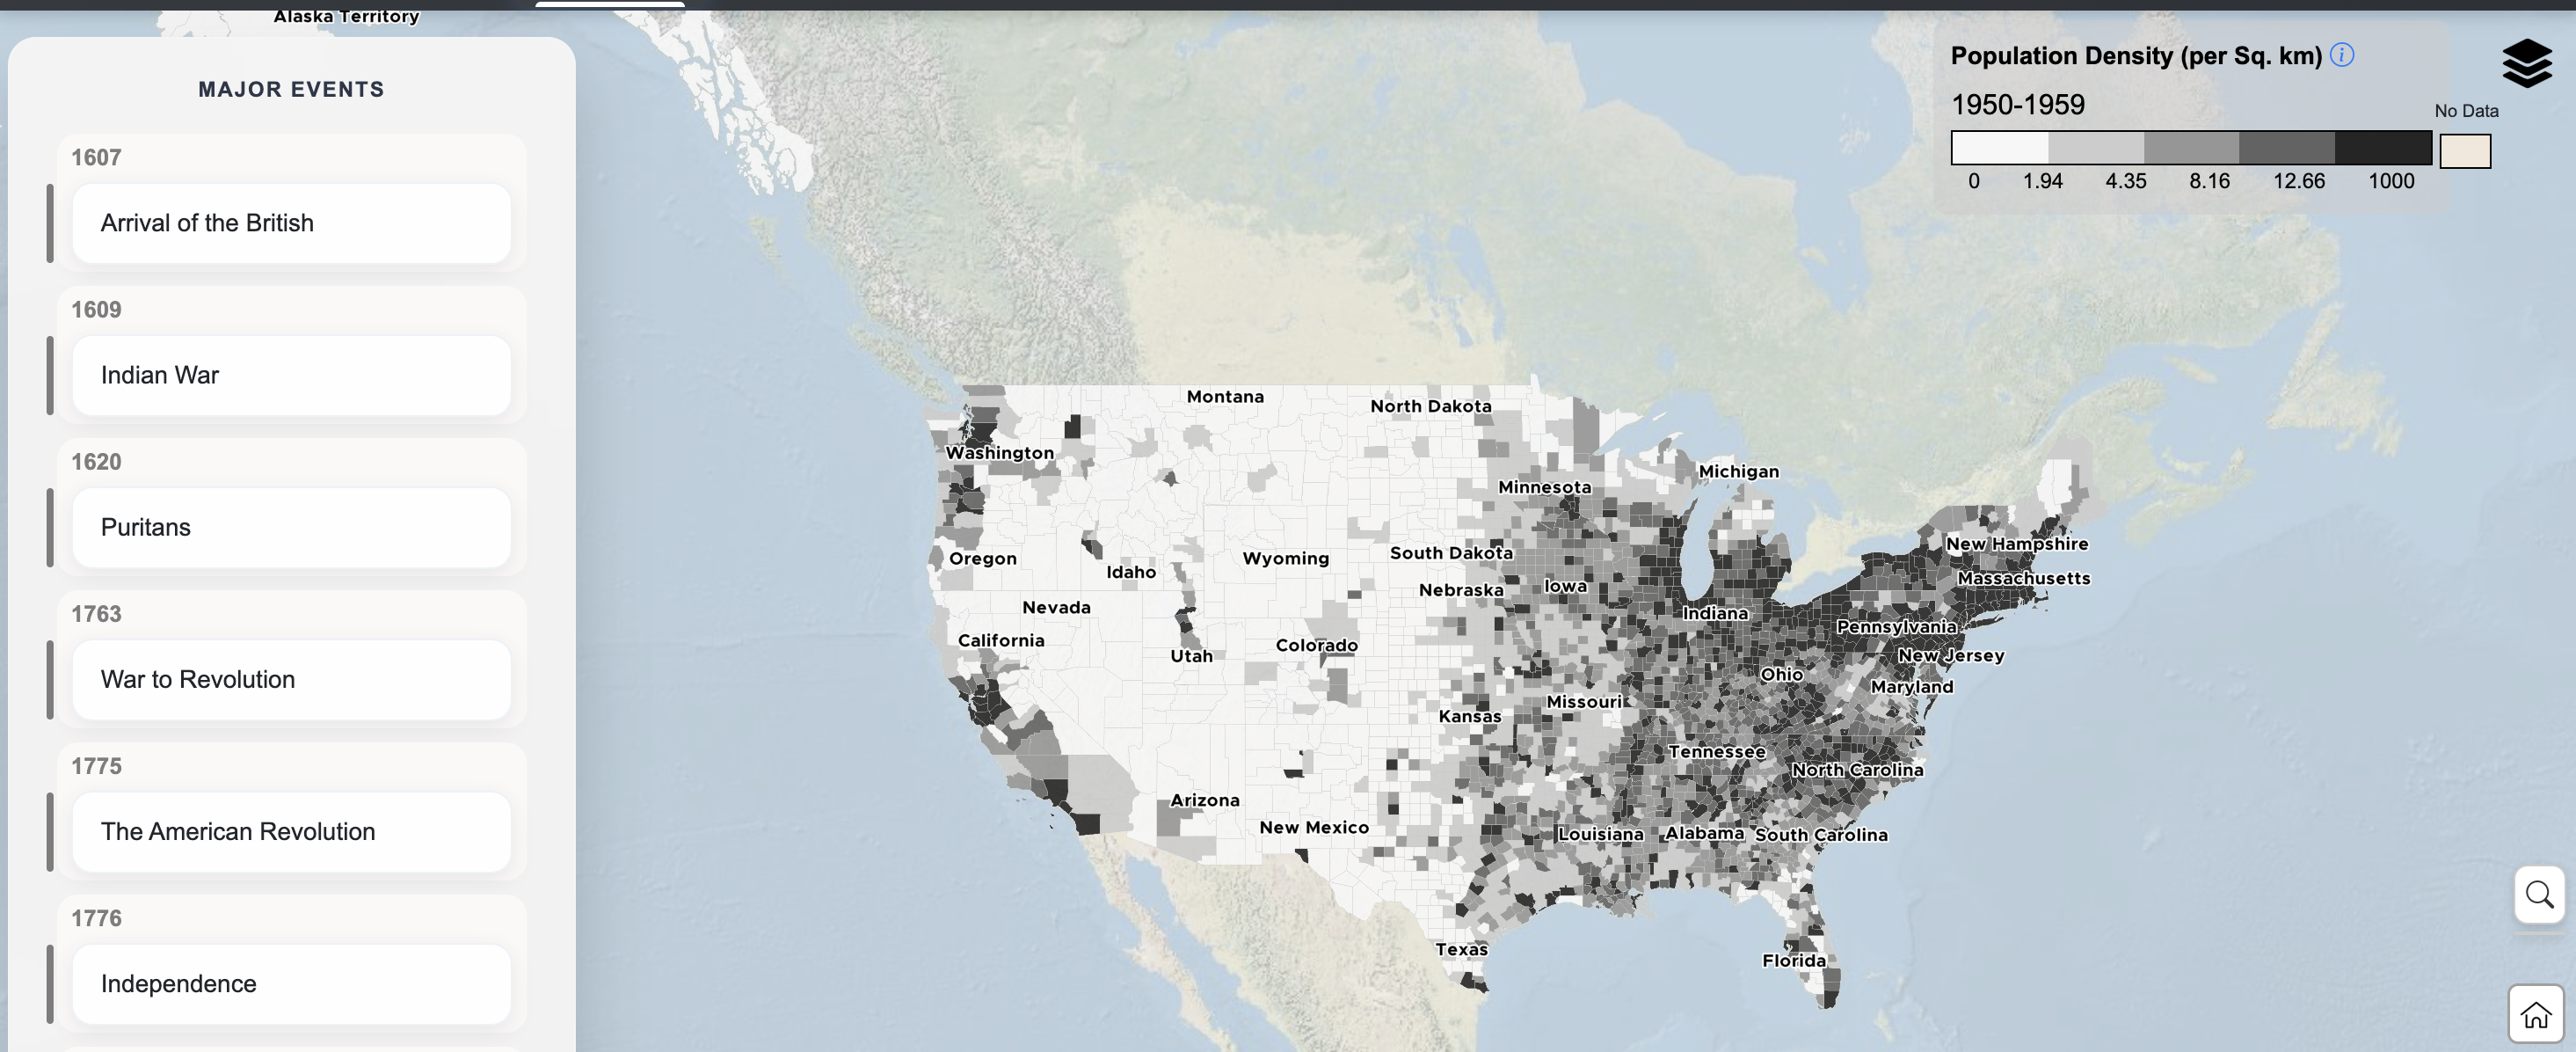 Alaska Territory
MAJOR EVENTS
1607
Arrival of the British
1609
Indian War
1620
Puritans
1763
War to Revolution
1775
The American Revolution
1776
Independence
Population Density (per Sq. km) i
1950-1959
No Data
0 1.94 4.35 8.16 12.66 1000
Montana
North Dakota
Washington
Michigan
Minnesota
New Hampshire
Oregon
Idaho
Wyoming
South Dakota
Massachusetts
Nebraska
Iowa
Nevada
Indiana
Pennsylvania
California
Utah
Colorado
New Jersey
Ohio
Maryland
Missouri
Kansas
Tennessee
North Carolina
Arizona
New Mexico
Louisiana
Alabama
South Carolina
Texas
Florida